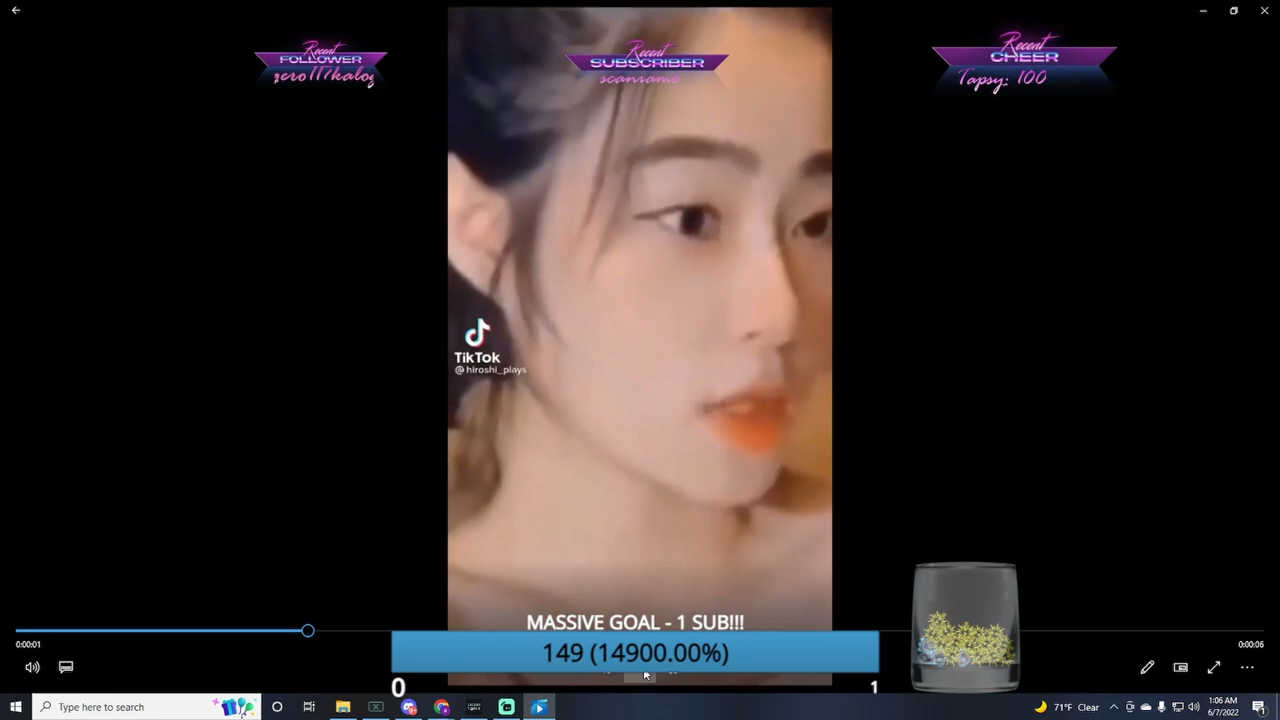 Recent
FOLLOWER
Recent
SUBSCRIBER
scaniamo
Recent
CHEER
Tapsy: 100
TikTok
@hiroshi_plays
MASSIVE GOAL - 1 SUB!!!
149 (14900.00%)
0
1
0:00:01
0:00:06
Type here to search
71°F Clear
1:06 AM
6/7/2022